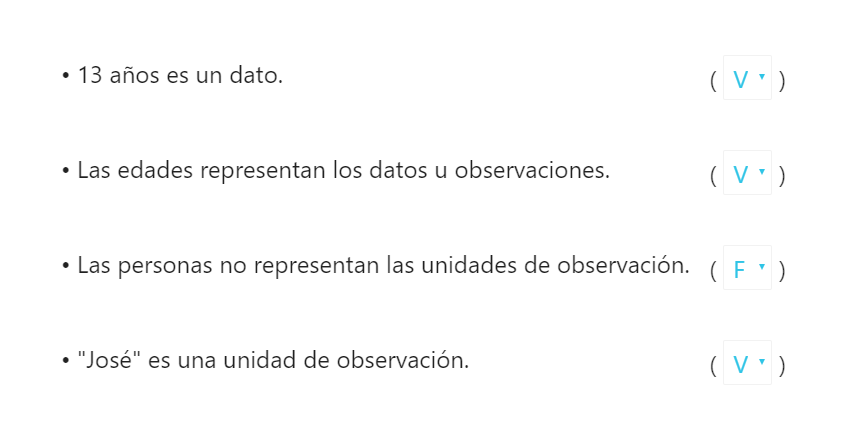 • 13 años es un dato. ( V ▾ )
• Las edades representan los datos u observaciones. ( V ▾ )
• Las personas no representan las unidades de observación. ( F ▾ )
• "José" es una unidad de observación. ( V ▾ )